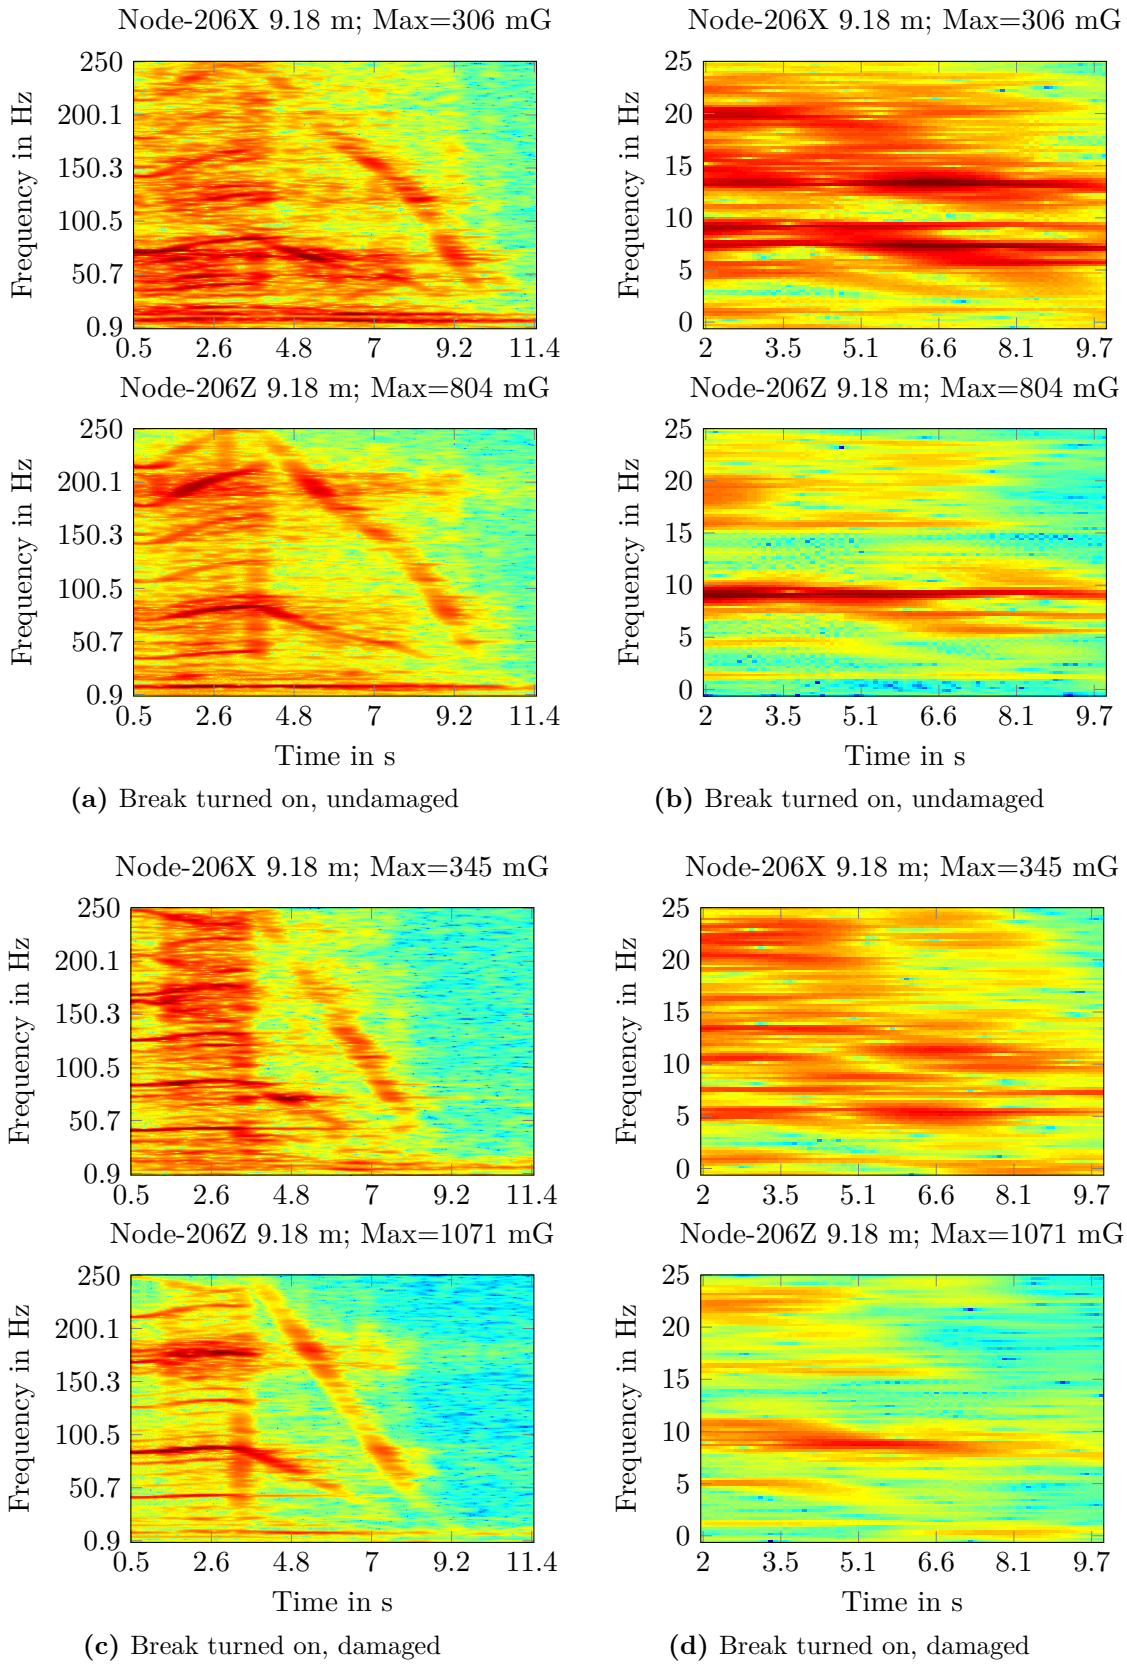 Node-206X 9.18 m; Max=306 mG
Frequency in Hz
250
200.1
150.3
100.5
50.7
0.9
0.5 2.6 4.8 7 9.2 11.4
Node-206Z 9.18 m; Max=804 mG
Frequency in Hz
250
200.1
150.3
100.5
50.7
0.9
0.5 2.6 4.8 7 9.2 11.4
Time in s
(a) Break turned on, undamaged
Node-206X 9.18 m; Max=306 mG
Frequency in Hz
25
20
15
10
5
0
2 3.5 5.1 6.6 8.1 9.7
Node-206Z 9.18 m; Max=804 mG
Frequency in Hz
25
20
15
10
5
0
2 3.5 5.1 6.6 8.1 9.7
Time in s
(b) Break turned on, undamaged
Node-206X 9.18 m; Max=345 mG
Frequency in Hz
250
200.1
150.3
100.5
50.7
0.9
0.5 2.6 4.8 7 9.2 11.4
Node-206Z 9.18 m; Max=1071 mG
Frequency in Hz
250
200.1
150.3
100.5
50.7
0.9
0.5 2.6 4.8 7 9.2 11.4
Time in s
(c) Break turned on, damaged
Node-206X 9.18 m; Max=345 mG
Frequency in Hz
25
20
15
10
5
0
2 3.5 5.1 6.6 8.1 9.7
Node-206Z 9.18 m; Max=1071 mG
Frequency in Hz
25
20
15
10
5
0
2 3.5 5.1 6.6 8.1 9.7
Time in s
(d) Break turned on, damaged